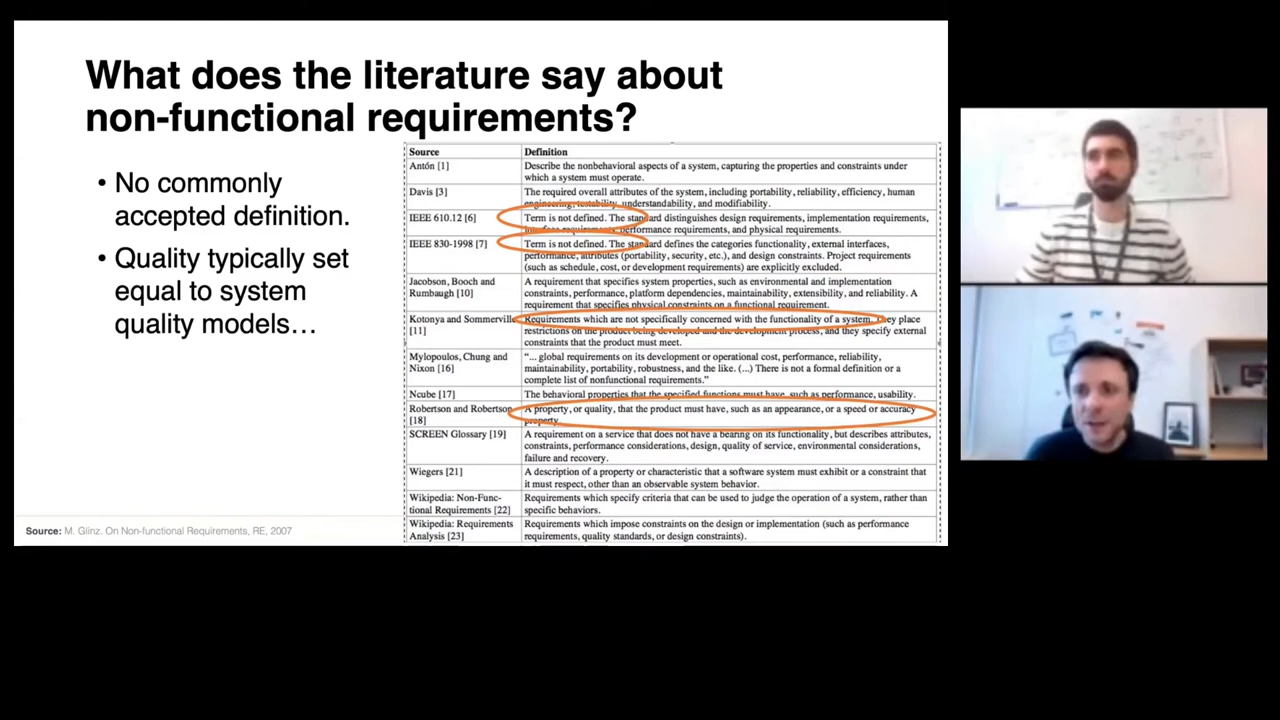 What does the literature say about
non-functional requirements?
• No commonly
accepted definition.
• Quality typically set
equal to system
quality models…
Source Definition
Antón [1] Describe the nonbehavioral aspects of a system, capturing the properties and constraints under
which a system must operate.
Davis [3] The required overall attributes of the system, including portability, reliability, efficiency, human
engineering, testability, understandability, and modifiability.
IEEE 610.12 [6] Term is not defined. The standard distinguishes design requirements, implementation requirements,
interface requirements, performance requirements, and physical requirements.
IEEE 830-1998 [7] Term is not defined. The standard defines the categories functionality, external interfaces,
performance, attributes (portability, security, etc.), and design constraints. Project requirements
(such as schedule, cost, or development requirements) are explicitly excluded.
Jacobson, Booch and A requirement that specifies system properties, such as environmental and implementation
Rumbaugh [10] constraints, performance, platform dependencies, maintainability, extensibility, and reliability. A
requirement that specifies physical constraints on a functional requirement.
Kotonya and Sommerville Requirements which are not specifically concerned with the functionality of a system. They place
[11] restrictions on the product being developed and the development process, and they specify external
constraints that the product must meet.
Mylopoulos, Chung and “... global requirements on its development or operational cost, performance, reliability,
Nixon [16] maintainability, portability, robustness, and the like. (...) There is not a formal definition or a
complete list of nonfunctional requirements.”
Ncube [17] The behavioral properties that the specified functions must have, such as performance, usability.
Robertson and Robertson A property, or quality, that the product must have, such as an appearance, or a speed or accuracy
[18] property.
SCREEN Glossary [19] A requirement on a service that does not have a bearing on its functionality, but describes attributes,
constraints, performance considerations, design, quality of service, environmental considerations,
failure and recovery.
Wiegers [21] A description of a property or characteristic that a software system must exhibit or a constraint that
it must respect, other than an observable system behavior.
Wikipedia: Non-Func- Requirements which specify criteria that can be used to judge the operation of a system, rather than
tional Requirements [22] specific behaviors.
Wikipedia: Requirements Requirements which impose constraints on the design or implementation (such as performance
Analysis [23] requirements, quality standards, or design constraints).
Source: M. Glinz. On Non-functional Requirements, RE, 2007